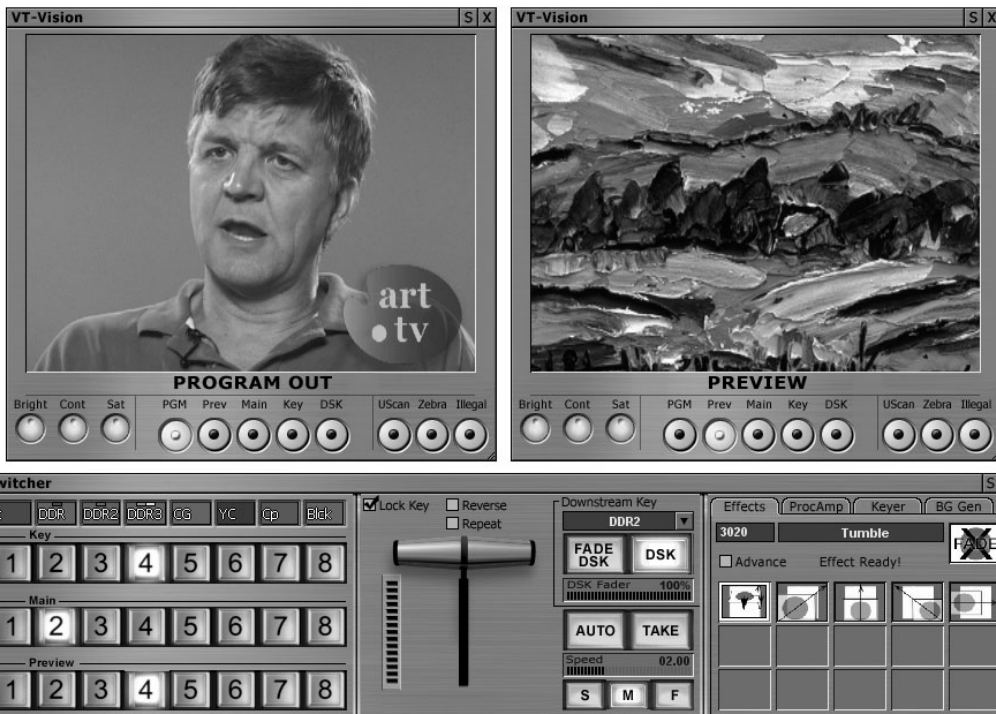 VT-Vision S X
VT-Vision S X
art
tv
PROGRAM OUT
PREVIEW
Bright Cont Sat PGM Prev Main Key DSK UScan Zebra Illegal
Bright Cont Sat PGM Prev Main Key DSK UScan Zebra Illegal
witcher S
DDR DDR2 DDR3 CG YC Cp Blck
Key
1 2 3 4 5 6 7 8
Main
1 2 3 4 5 6 7 8
Preview
1 2 3 4 5 6 7 8
Lock Key Reverse
Repeat
Downstream Key
DDR2
FADE
DSK
DSK
DSK Fader 100%
AUTO TAKE
Speed 02.00
S M F
Effects ProcAmp Keyer BG Gen
3020 Tumble
FADE
Advance Effect Ready!